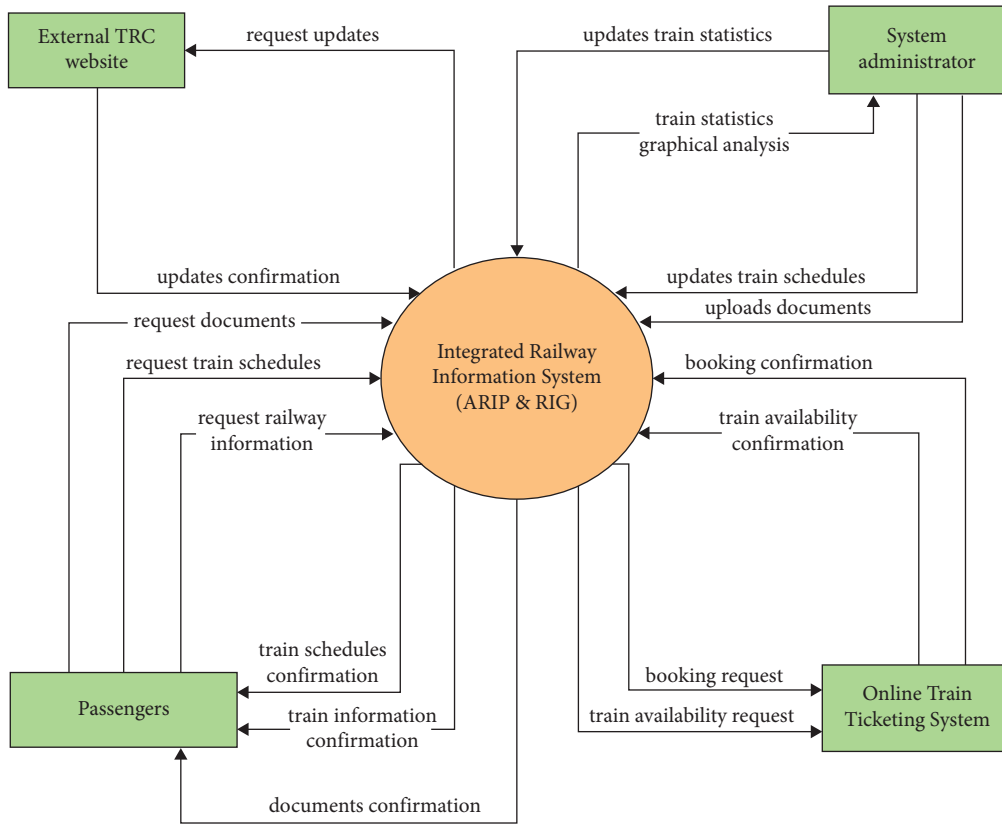 External TRC
website
request updates
updates train statistics
System
administrator
train statistics
graphical analysis
updates confirmation
updates train schedules
request documents
uploads documents
Integrated Railway
Information System
(ARIP & RIG)
request train schedules
booking confirmation
request railway
information
train availability
confirmation
train schedules
confirmation
booking request
Passengers
train information
confirmation
train availability request
Online Train
Ticketing System
documents confirmation